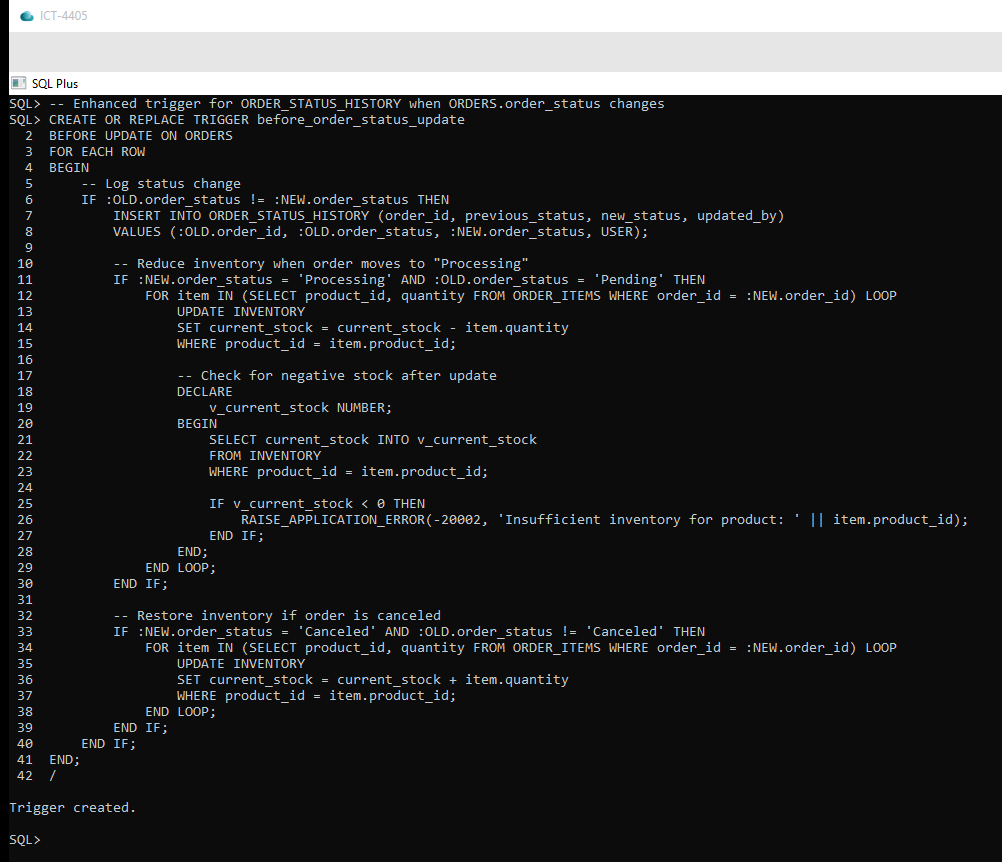 ICT-4405
SQL Plus
SQL> -- Enhanced trigger for ORDER_STATUS_HISTORY when ORDERS.order_status changes
SQL> CREATE OR REPLACE TRIGGER before_order_status_update
  2  BEFORE UPDATE ON ORDERS
  3  FOR EACH ROW
  4  BEGIN
  5      -- Log status change
  6      IF :OLD.order_status != :NEW.order_status THEN
  7          INSERT INTO ORDER_STATUS_HISTORY (order_id, previous_status, new_status, updated_by)
  8          VALUES (:OLD.order_id, :OLD.order_status, :NEW.order_status, USER);
  9
 10          -- Reduce inventory when order moves to "Processing"
 11          IF :NEW.order_status = 'Processing' AND :OLD.order_status = 'Pending' THEN
 12              FOR item IN (SELECT product_id, quantity FROM ORDER_ITEMS WHERE order_id = :NEW.order_id) LOOP
 13                  UPDATE INVENTORY
 14                  SET current_stock = current_stock - item.quantity
 15                  WHERE product_id = item.product_id;
 16
 17                  -- Check for negative stock after update
 18                  DECLARE
 19                      v_current_stock NUMBER;
 20                  BEGIN
 21                      SELECT current_stock INTO v_current_stock
 22                      FROM INVENTORY
 23                      WHERE product_id = item.product_id;
 24
 25                      IF v_current_stock < 0 THEN
 26                          RAISE_APPLICATION_ERROR(-20002, 'Insufficient inventory for product: ' || item.product_id);
 27                      END IF;
 28                  END;
 29              END LOOP;
 30          END IF;
 31
 32          -- Restore inventory if order is canceled
 33          IF :NEW.order_status = 'Canceled' AND :OLD.order_status != 'Canceled' THEN
 34              FOR item IN (SELECT product_id, quantity FROM ORDER_ITEMS WHERE order_id = :NEW.order_id) LOOP
 35                  UPDATE INVENTORY
 36                  SET current_stock = current_stock + item.quantity
 37                  WHERE product_id = item.product_id;
 38              END LOOP;
 39          END IF;
 40      END IF;
 41  END;
 42  /
Trigger created.
SQL>